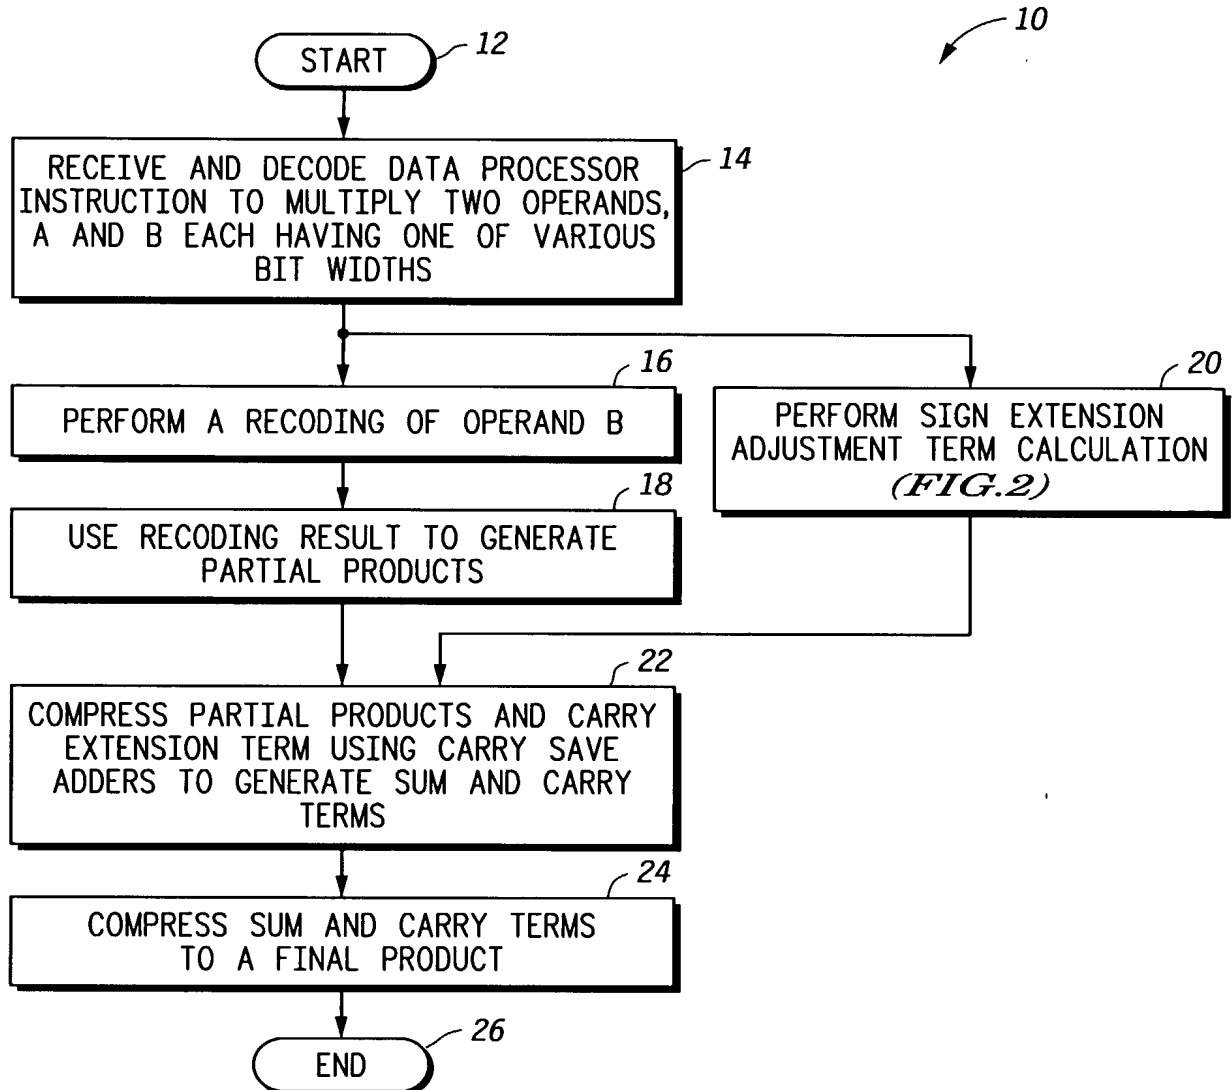 10
START
12
RECEIVE AND DECODE DATA PROCESSOR
INSTRUCTION TO MULTIPLY TWO OPERANDS,
A AND B EACH HAVING ONE OF VARIOUS
BIT WIDTHS
14
16
PERFORM A RECODING OF OPERAND B
20
PERFORM SIGN EXTENSION
ADJUSTMENT TERM CALCULATION
(FIG.2)
18
USE RECODING RESULT TO GENERATE
PARTIAL PRODUCTS
22
COMPRESS PARTIAL PRODUCTS AND CARRY
EXTENSION TERM USING CARRY SAVE
ADDERS TO GENERATE SUM AND CARRY
TERMS
24
COMPRESS SUM AND CARRY TERMS
TO A FINAL PRODUCT
26
END